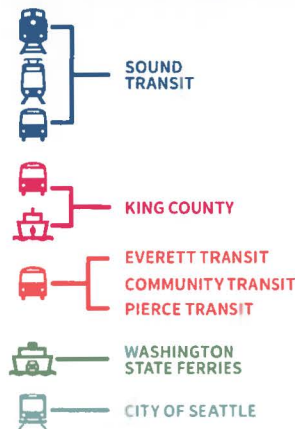 SOUND
TRANSIT
KING COUNTY
EVERETT TRANSIT
COMMUNITY TRANSIT
PIERCE TRANSIT
WASHINGTON
STATE FERRIES
CITY OF SEATTLE